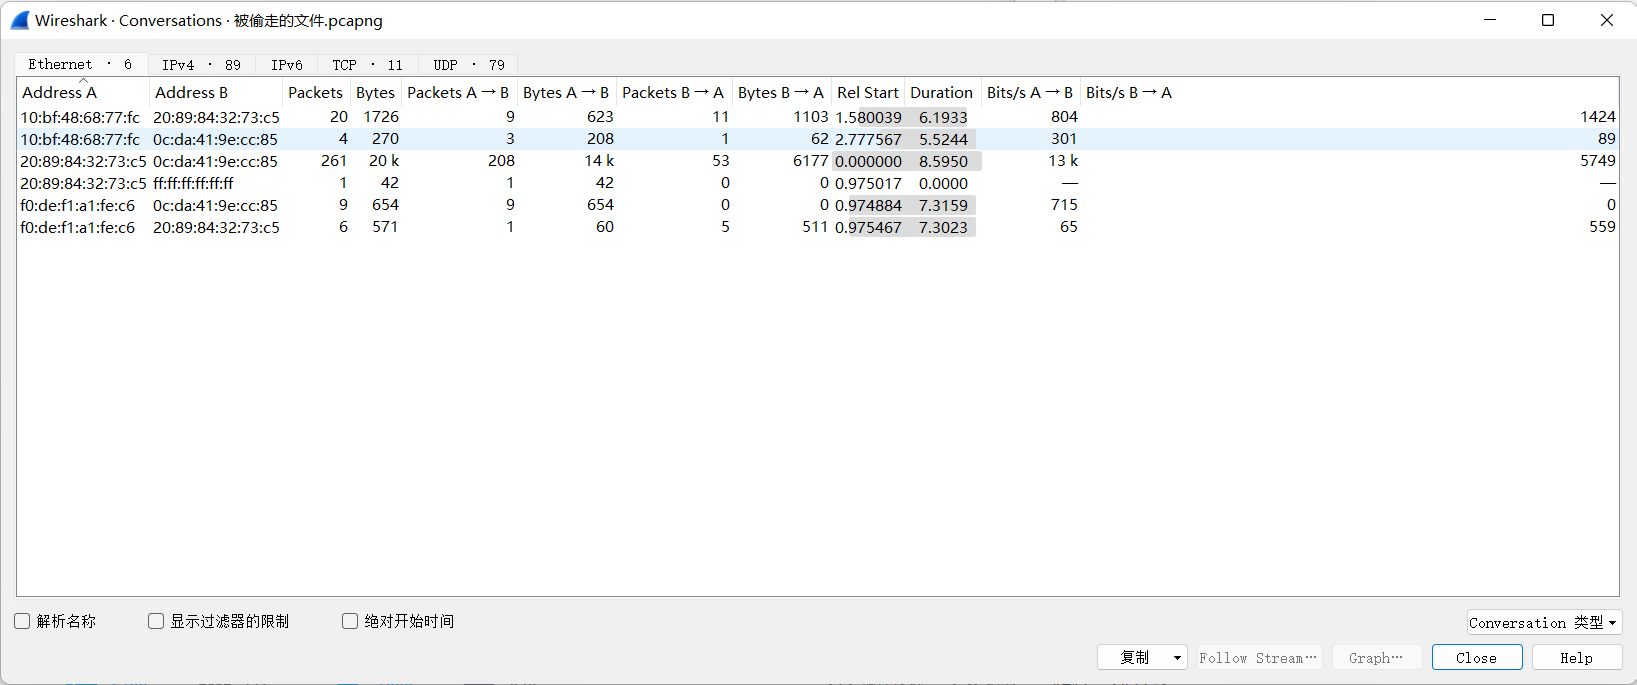 Wireshark · Conversations · 被偷走的文件.pcapng
Ethernet · 6 IPv4 · 89 IPv6 TCP · 11 UDP · 79
Address A Address B Packets Bytes Packets A → B Bytes A → B Packets B → A Bytes B → A Rel Start Duration Bits/s A → B Bits/s B → A
10:bf:48:68:77:fc 20:89:84:32:73:c5 20 1726 9 623 11 1103 1.580039 6.1933 804 1424
10:bf:48:68:77:fc 0c:da:41:9e:cc:85 4 270 3 208 1 62 2.777567 5.5244 301 89
20:89:84:32:73:c5 0c:da:41:9e:cc:85 261 20 k 208 14 k 53 6177 0.000000 8.5950 13 k 5749
20:89:84:32:73:c5 ff:ff:ff:ff:ff:ff 1 42 1 42 0 0 0.975017 0.0000 — —
f0:de:f1:a1:fe:c6 0c:da:41:9e:cc:85 9 654 9 654 0 0 0.974884 7.3159 715 0
f0:de:f1:a1:fe:c6 20:89:84:32:73:c5 6 571 1 60 5 511 0.975467 7.3023 65 559
解析名称 显示过滤器的限制 绝对开始时间 Conversation 类型
复制 Follow Stream… Graph… Close Help